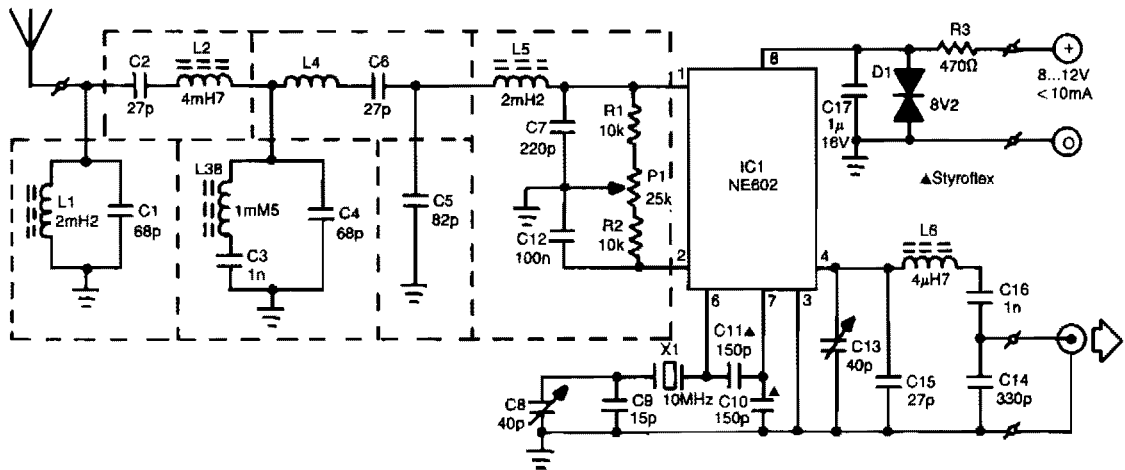 C2
27p
L2
4mH7
L4
C6
27p
L5
2mH2
1
8
R3
470Ω
+
8...12V
<10mA
D1
8V2
C17
1µ
16V
O
▲Styroflex
C7
220p
R1
10k
P1
25k
R2
10k
C12
100n
2
IC1
NE602
L1
2mH2
C1
68p
L3B
1mM5
C3
1n
C4
68p
C5
82p
6
7
3
4
L6
4µH7
C16
1n
C13
40p
C15
27p
C14
330p
C11▲
150p
X1
10MHz
C10
▲
150p
C8
40p
C9
15p